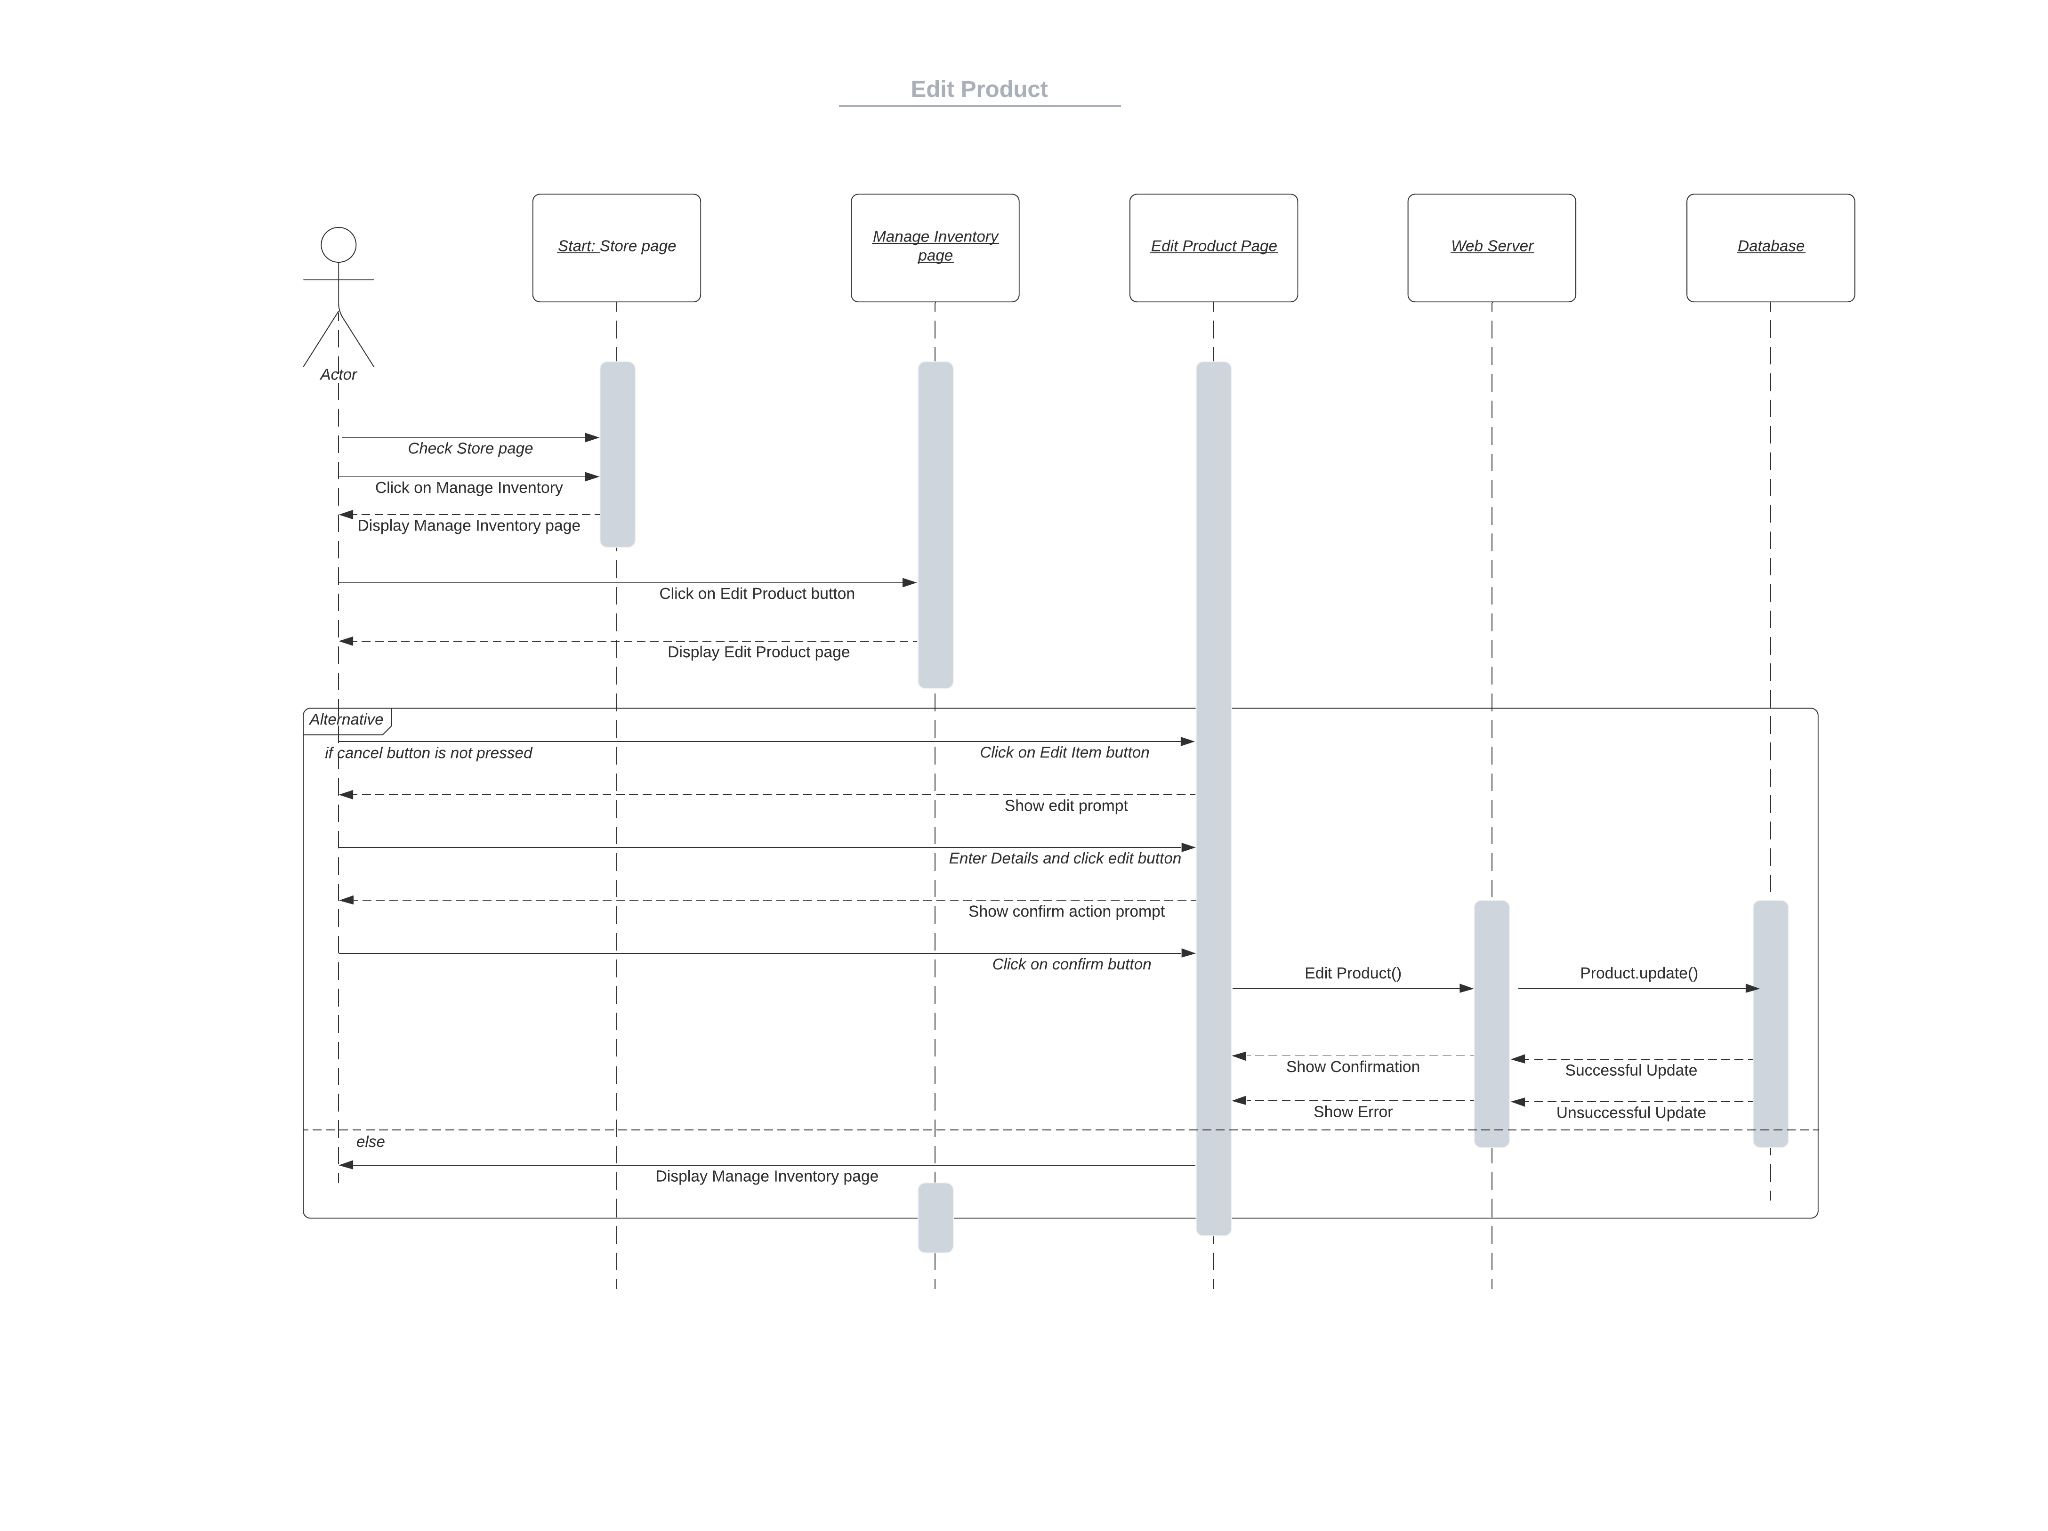 Edit Product
Start: Store page
Manage Inventory
page
Edit Product Page
Web Server
Database
Actor
Check Store page
Click on Manage Inventory
Display Manage Inventory page
Click on Edit Product button
Display Edit Product page
Alternative
if cancel button is not pressed
Click on Edit Item button
Show edit prompt
Enter Details and click edit button
Show confirm action prompt
Click on confirm button
Edit Product()
Product.update()
Show Confirmation
Successful Update
Show Error
Unsuccessful Update
else
Display Manage Inventory page